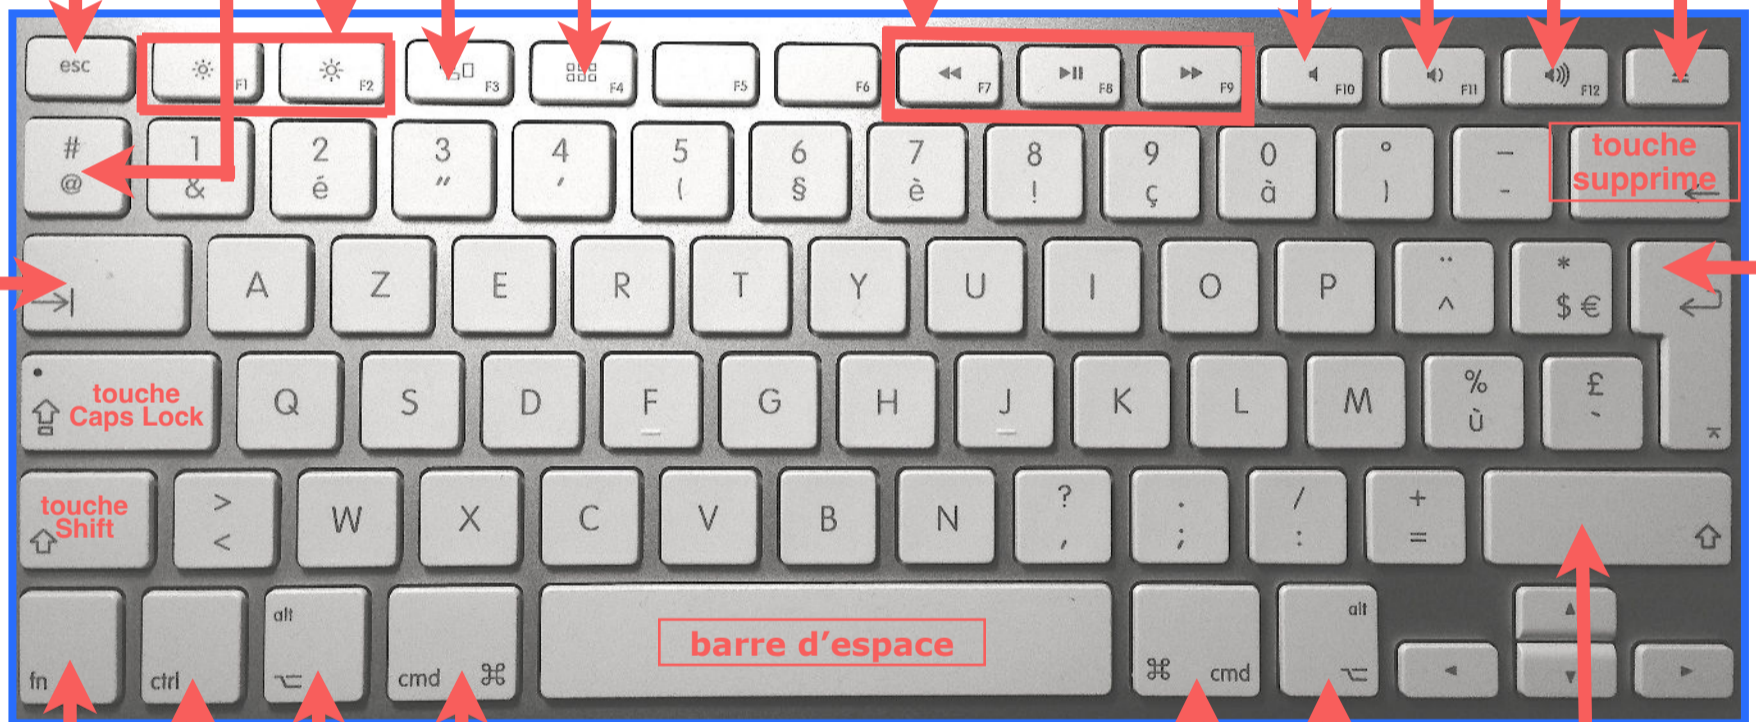 esc F1 F2 F3 F4 F5 F6 F7 F8 F9 F10 F11 F12
# 1 2 3 4 5 6 7 8 9 0 ° _ touche
@ & é " ' ( § è ! ç à ) - supprime
A Z E R T Y U I O P ¨ *
^ $ €
touche
Caps Lock
Q S D F G H J K L M % £
ù `
touche
Shift
> W X C V B N ? . / +
< , ; : =
alt alt
fn ctrl cmd ⌘ barre d'espace ⌘ cmd